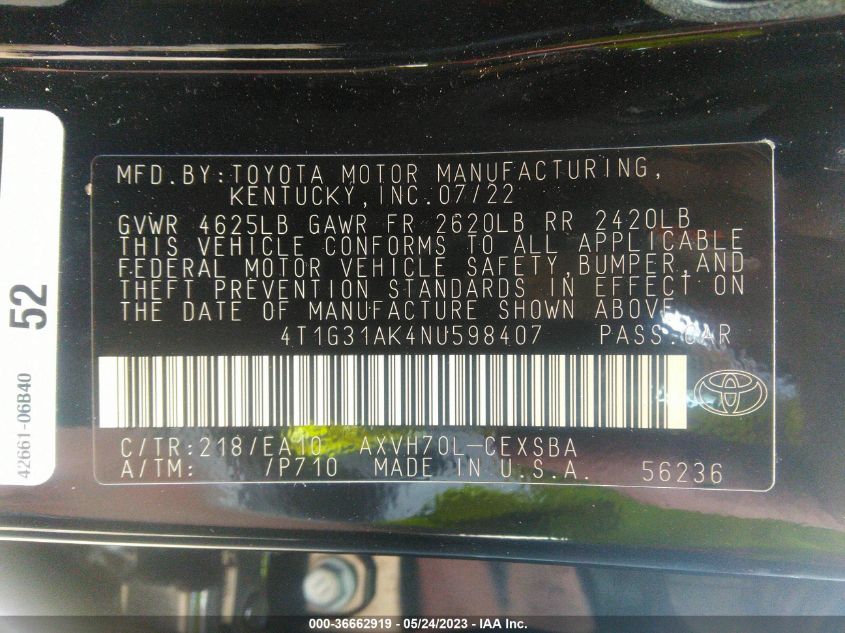 MFD.BY:TOYOTA MOTOR MANUFACTURING,
KENTUCKY,INC.07/22
GVWR 4625LB GAWR FR 2620LB RR 2420LB
THIS VEHICLE CONFORMS TO ALL APPLICABLE
FEDERAL MOTOR VEHICLE SAFETY,BUMPER,AND
THEFT PREVENTION STANDARDS IN EFFECT ON
THE DATE OF MANUFACTURE SHOWN ABOVE.
4T1G31AK4NU598407 PASS.CAR
C/TR:218/EA10 AXVH70L-CEXSBA
A/TM: /P710 MADE IN U.S.A. 56236
52
42661-06B40
000-36662919 - 05/24/2023 - IAA Inc.